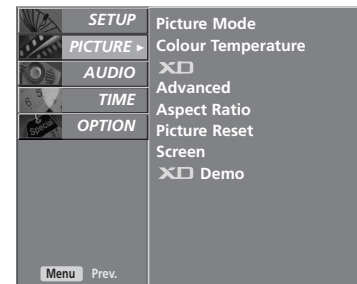 SETUP
PICTURE ►
AUDIO
TIME
OPTION
Special
Picture Mode
Colour Temperature
XD
Advanced
Aspect Ratio
Picture Reset
Screen
XD Demo
Menu Prev.